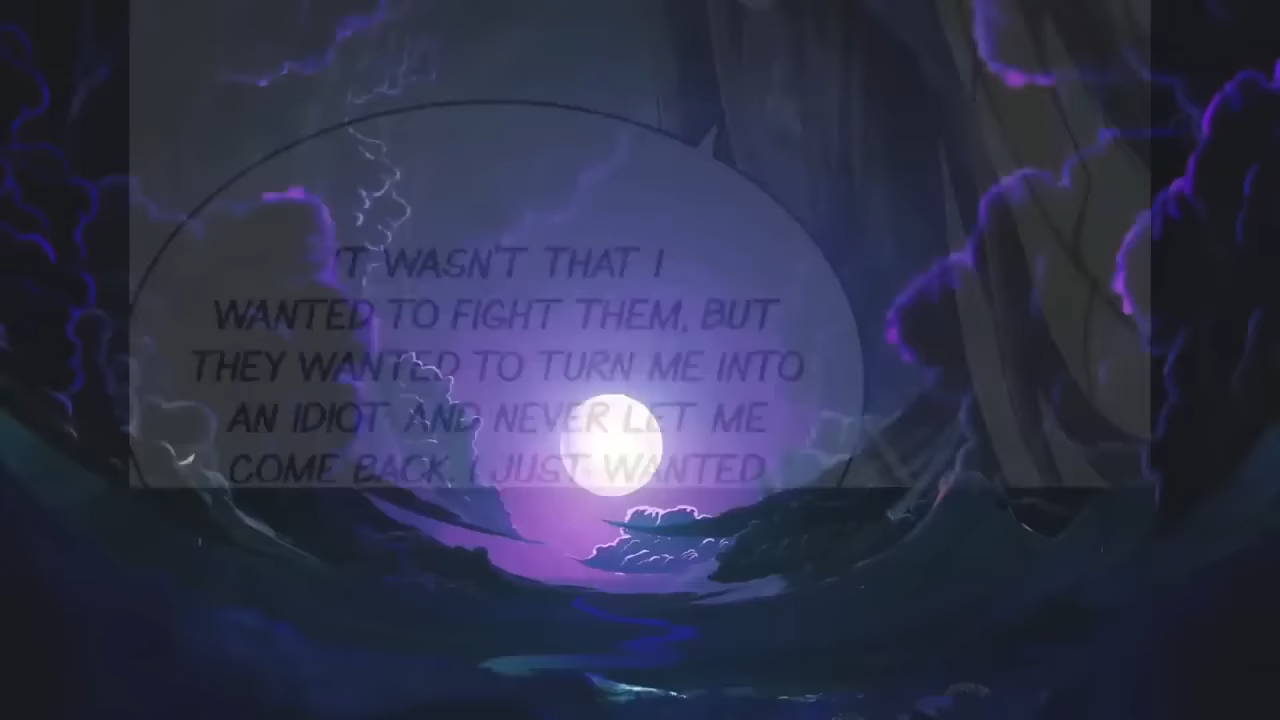 'T WASN'T THAT I
WANTED TO FIGHT THEM, BUT
THEY WANTED TO TURN ME INTO
AN IDIOT AND NEVER LET ME
COME BACK. I JUST WANTED